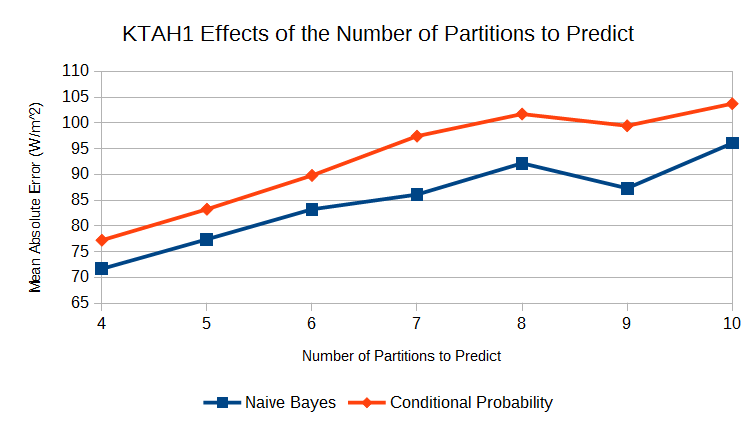 KTAH1 Effects of the Number of Partitions to Predict
Mean Absolute Error (W/m^2)
110
105
100
95
90
85
80
75
70
65
4 5 6 7 8 9 10
Number of Partitions to Predict
Naive Bayes Conditional Probability